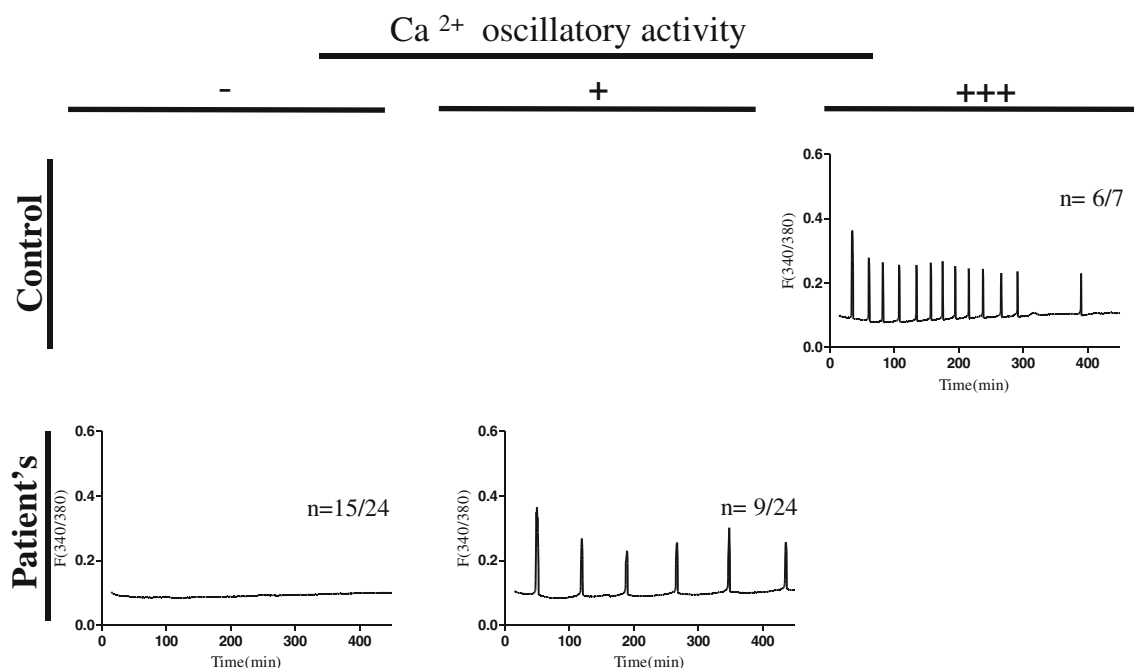 Ca 2+ oscillatory activity
-
+
+++
Control
0.6
0.4
0.2
0.0
F(340/380)
n= 6/7
0
100
200
300
400
Time(min)
Patient's
0.6
0.4
0.2
0.0
F(340/380)
n=15/24
0
100
200
300
400
Time(min)
0.6
0.4
0.2
0.0
F(340/380)
n= 9/24
0
100
200
300
400
Time(min)